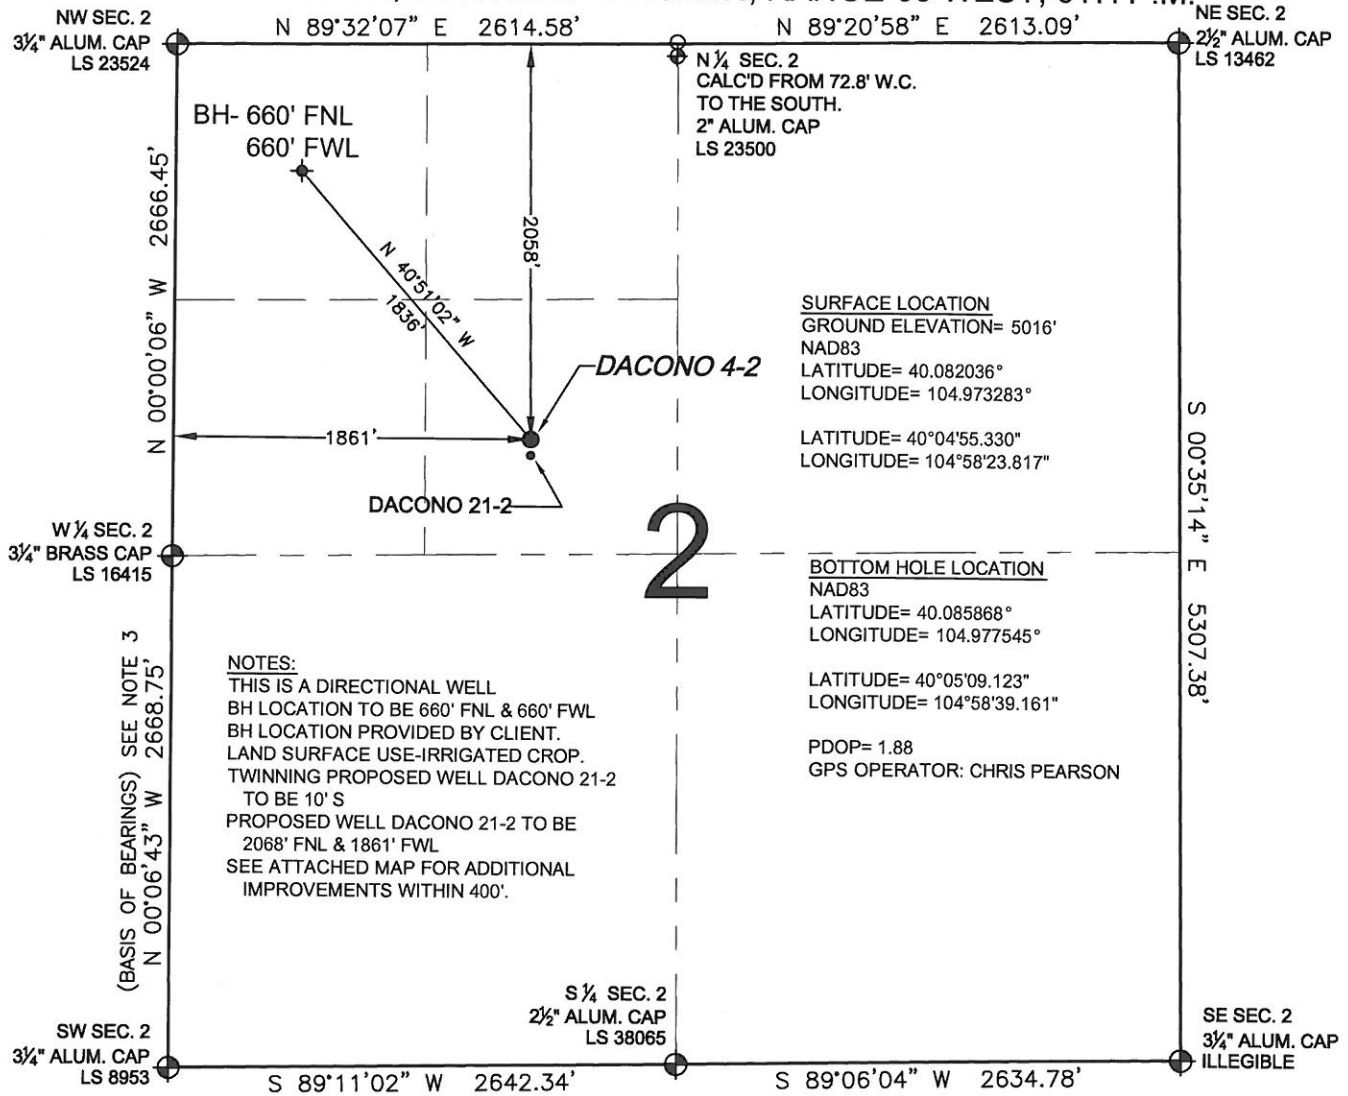 NW SEC. 2
3¼" ALUM. CAP
LS 23524
N 89°32'07" E 2614.58'
N 89°20'58" E 2613.09'
NE SEC. 2
2½" ALUM. CAP
LS 13462
N ¼ SEC. 2
CALC'D FROM 72.8' W.C.
TO THE SOUTH.
2" ALUM. CAP
LS 23500
BH- 660' FNL
660' FWL
N 00°00'06" W 2666.45'
2058'
N 40°51'02" W
1836'
DACONO 4-2
1861'
DACONO 21-2
SURFACE LOCATION
GROUND ELEVATION= 5016'
NAD83
LATITUDE= 40.082036°
LONGITUDE= 104.973283°
LATITUDE= 40°04'55.330"
LONGITUDE= 104°58'23.817"
S 00°35'14" E 5307.38'
W ¼ SEC. 2
3¼" BRASS CAP
LS 16415
2
BOTTOM HOLE LOCATION
NAD83
LATITUDE= 40.085868°
LONGITUDE= 104.977545°
LATITUDE= 40°05'09.123"
LONGITUDE= 104°58'39.161"
PDOP= 1.88
GPS OPERATOR: CHRIS PEARSON
(BASIS OF BEARINGS) SEE NOTE 3
N 00°06'43" W 2668.75'
NOTES:
THIS IS A DIRECTIONAL WELL
BH LOCATION TO BE 660' FNL & 660' FWL
BH LOCATION PROVIDED BY CLIENT.
LAND SURFACE USE-IRRIGATED CROP.
TWINNING PROPOSED WELL DACONO 21-2
TO BE 10' S
PROPOSED WELL DACONO 21-2 TO BE
2068' FNL & 1861' FWL
SEE ATTACHED MAP FOR ADDITIONAL
IMPROVEMENTS WITHIN 400'.
SW SEC. 2
3¼" ALUM. CAP
LS 8953
S ¼ SEC. 2
2½" ALUM. CAP
LS 38065
SE SEC. 2
3¼" ALUM. CAP
ILLEGIBLE
S 89°11'02" W 2642.34'
S 89°06'04" W 2634.78'